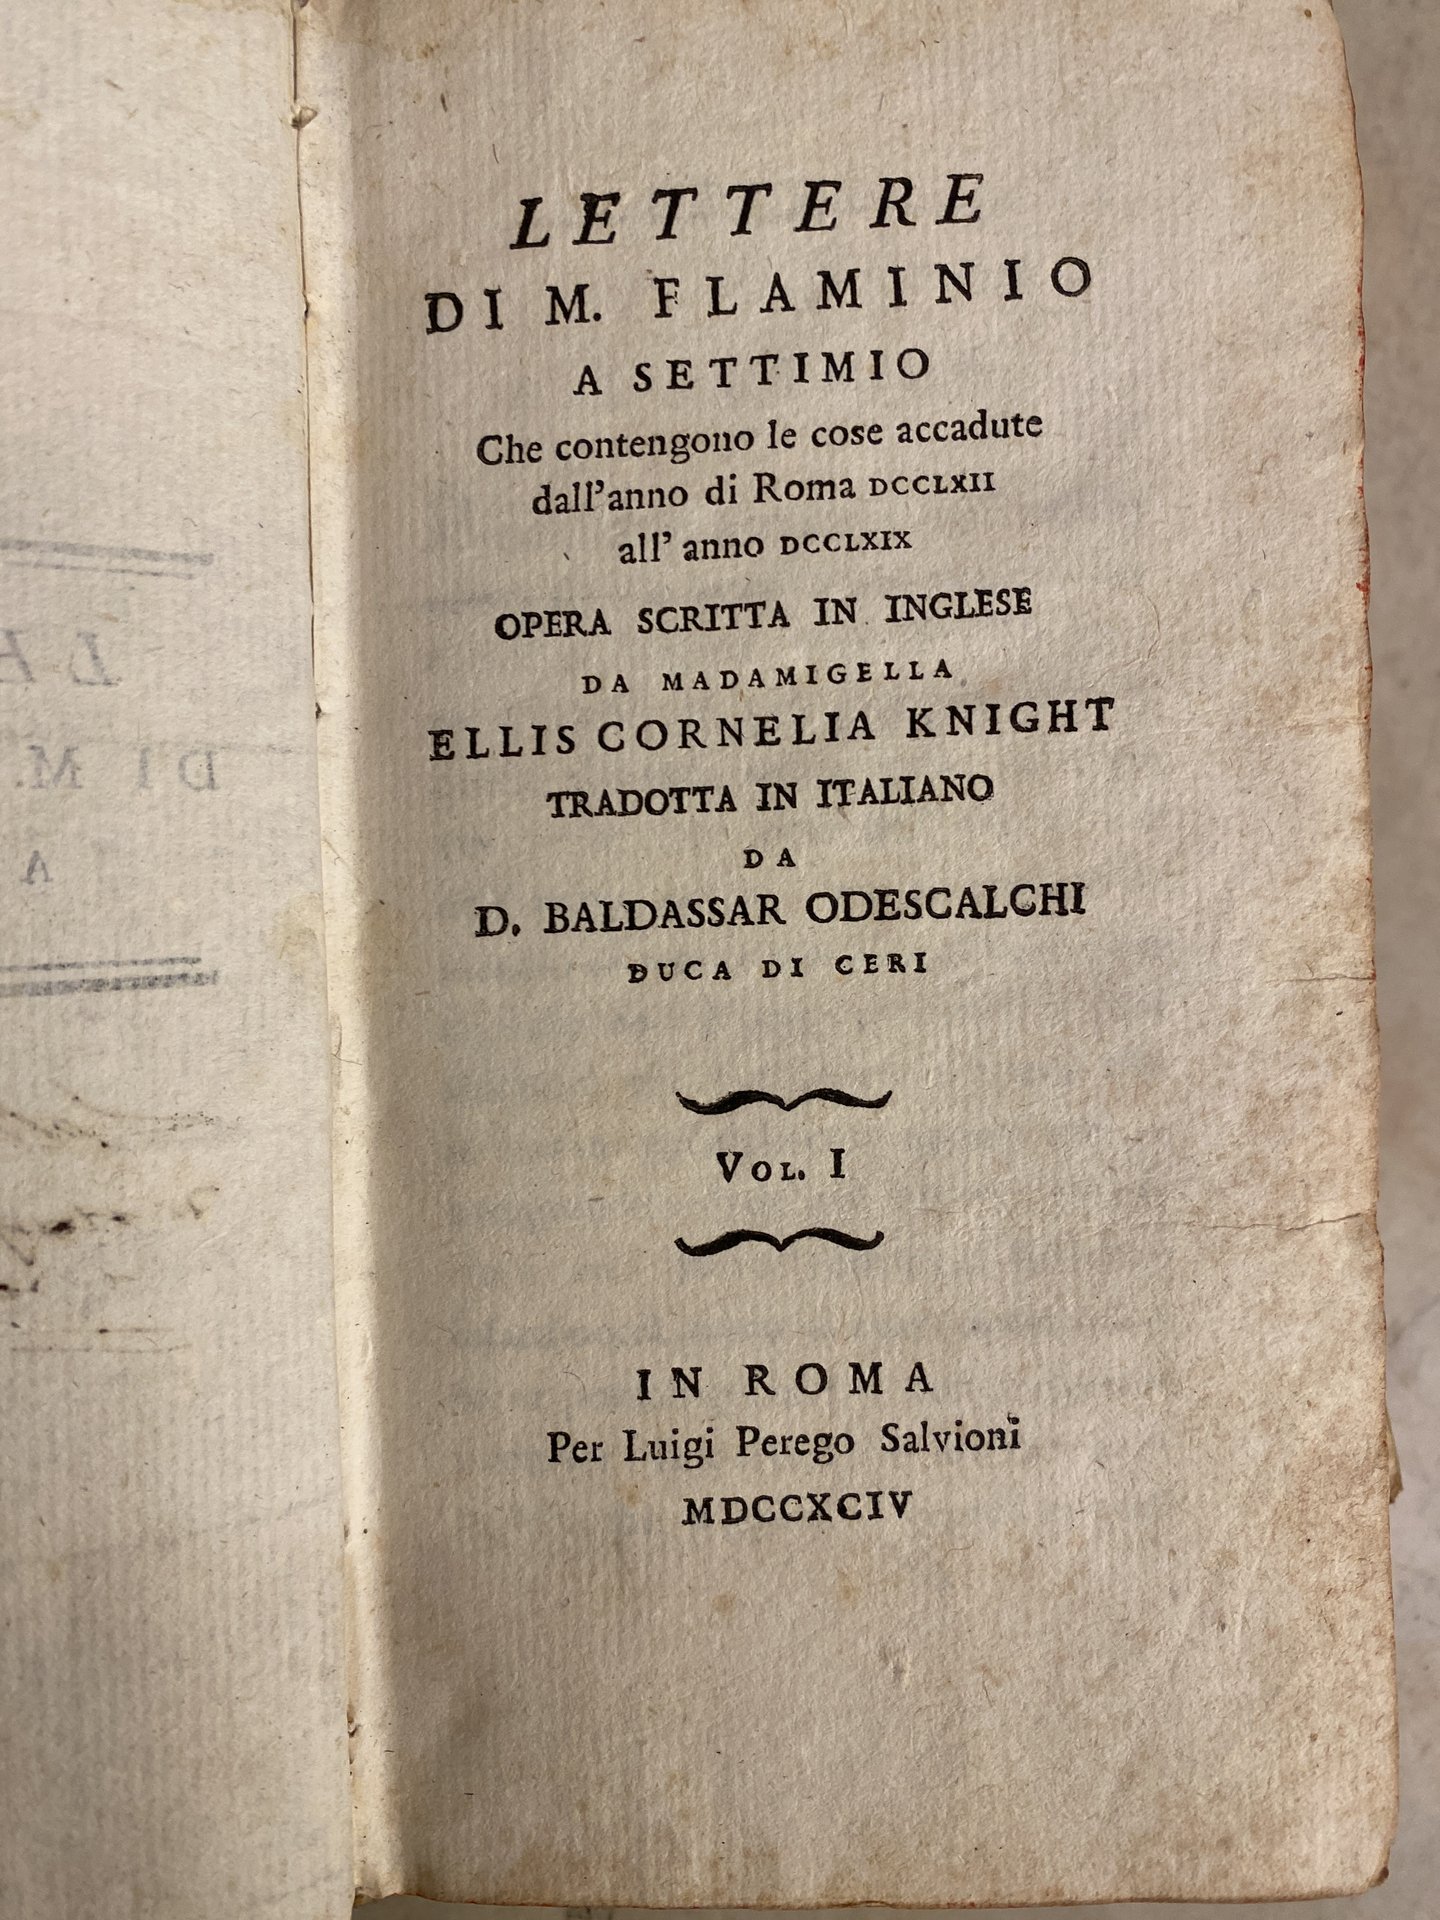 LETTERE
DI M. FLAMINIO
A SETTIMIO
Che contengono le cose accadute
dall'anno di Roma DCCLXII
all' anno DCCLXIX
OPERA SCRITTA IN INGLESE
DA MADAMIGELLA
ELLIS CORNELIA KNIGHT
TRADOTTA IN ITALIANO
DA
D. BALDASSAR ODESCALCHI
DUCA DI CERI
VOL. I
IN ROMA
Per Luigi Perego Salvioni
MDCCXCIV